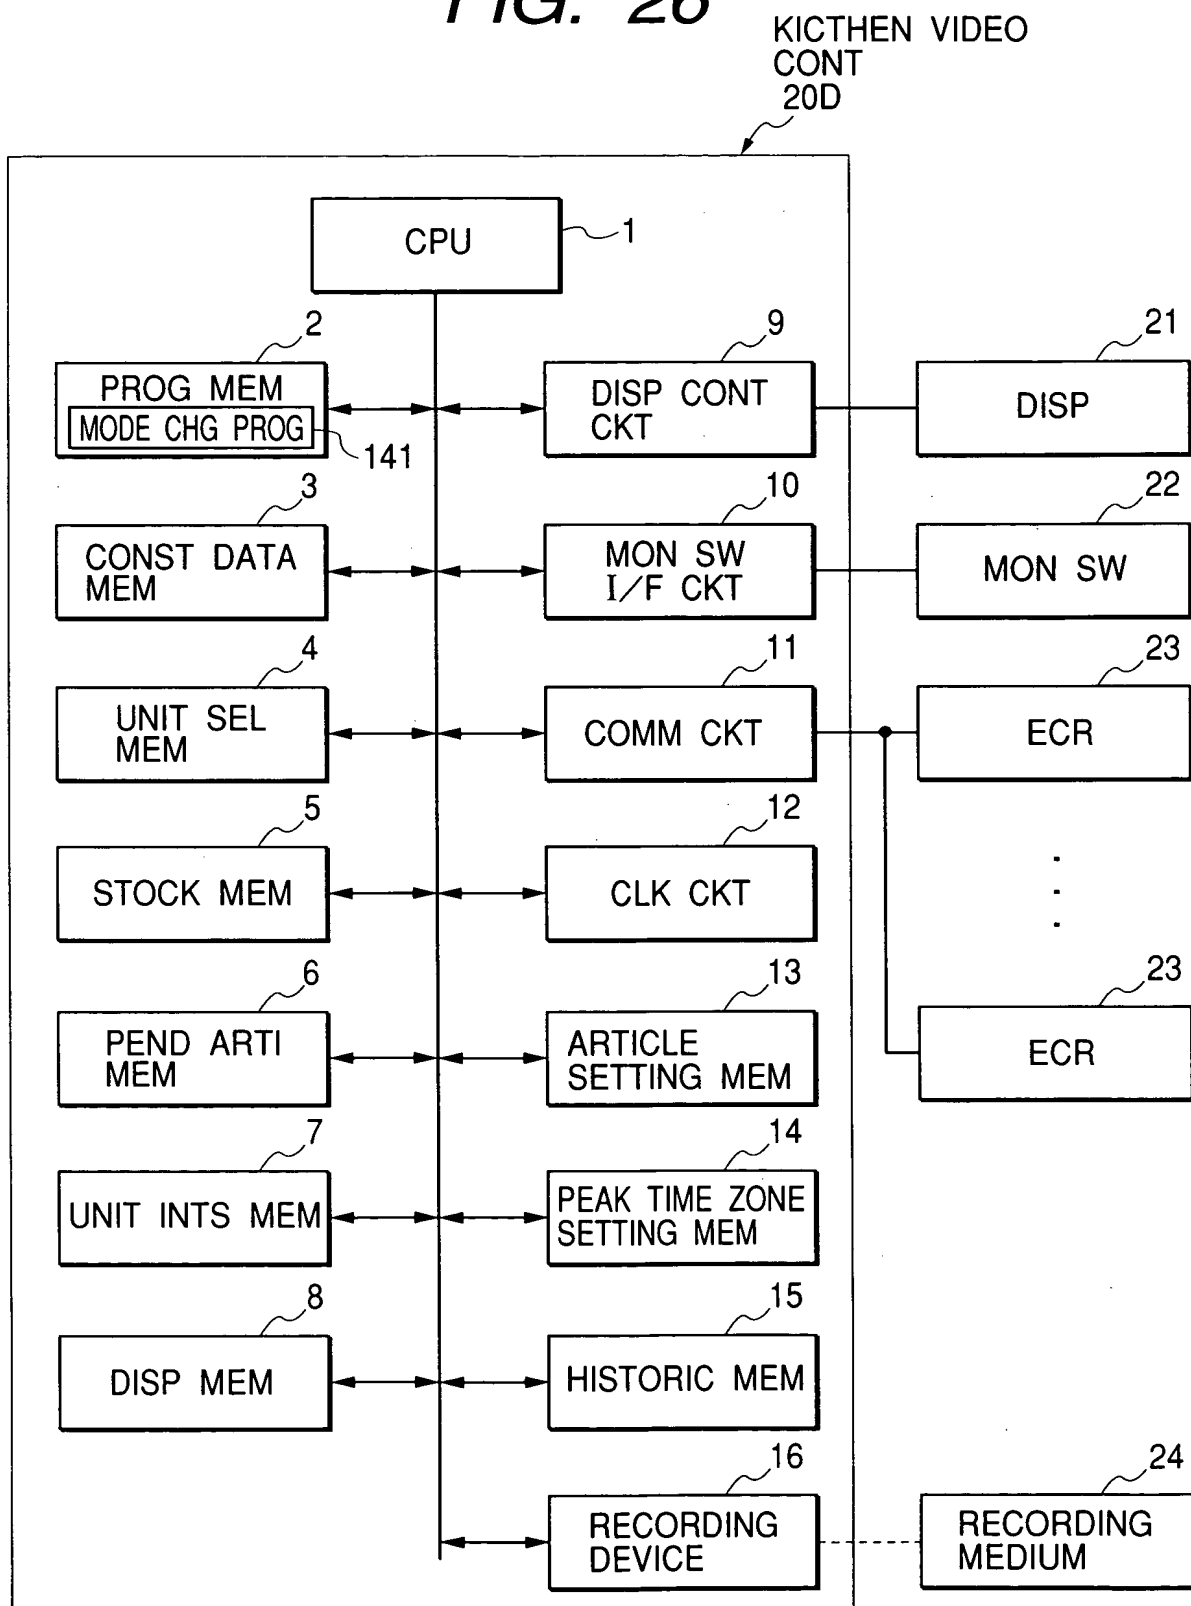 FIG. 26
KICTHEN VIDEO
CONT
20D
CPU
1
2
PROG MEM
MODE CHG PROG
141
9
DISP CONT
CKT
21
DISP
3
CONST DATA
MEM
10
MON SW
I/F CKT
22
MON SW
4
UNIT SEL
MEM
11
COMM CKT
23
ECR
5
STOCK MEM
12
CLK CKT
6
PEND ARTI
MEM
13
ARTICLE
SETTING MEM
23
ECR
7
UNIT INTS MEM
14
PEAK TIME ZONE
SETTING MEM
8
DISP MEM
15
HISTORIC MEM
16
RECORDING
DEVICE
24
RECORDING
MEDIUM